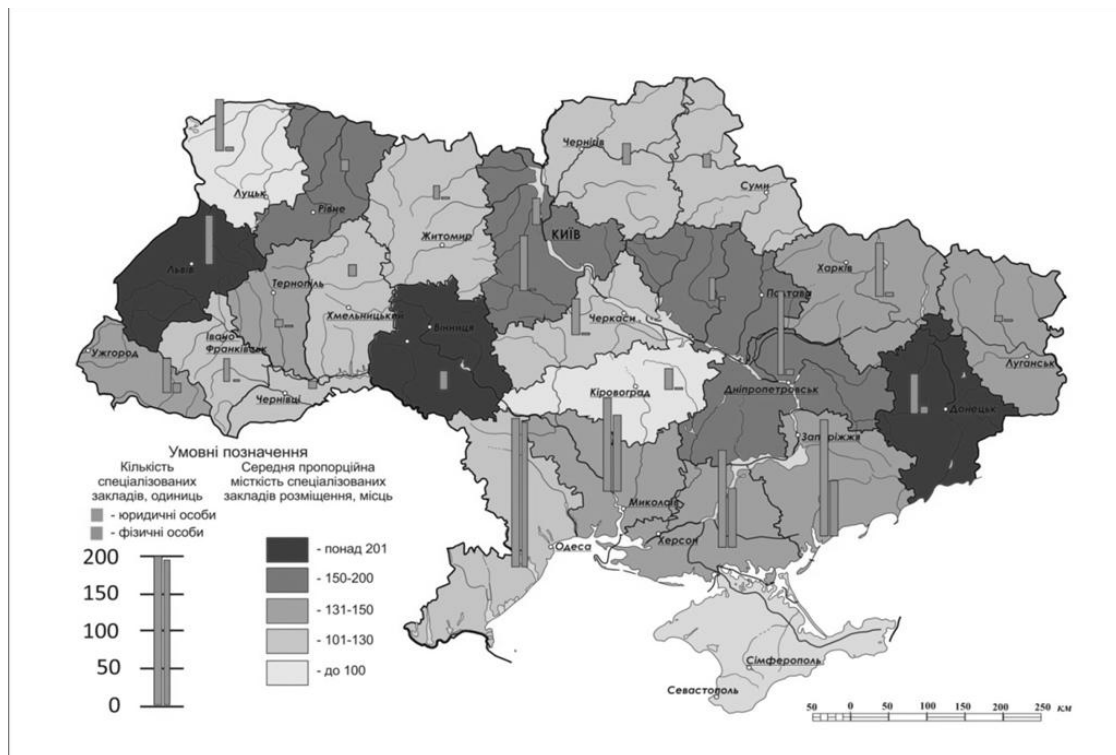 Чернігів
Суми
Луцьк
Рівне
КИЇВ
Житомир
Львів
Харків
Тернопіль
Полтава
Хмельницький
Черкаси
Вінниця
Івано-
Франківськ
Ужгород
Луганськ
Кіровоград
Дніпропетровськ
Чернівці
Донецьк
Запоріжжя
Миколаїв
Херсон
Одеса
Сімферополь
Севастополь
Умовні позначення
Кількість
спеціалізованих
закладів, одиниць
- юридичні особи
- фізичні особи
200
150
100
50
0
Середня пропорційна
місткість спеціалізованих
закладів розміщення, місць
- понад 201
- 150-200
- 131-150
- 101-130
- до 100
50 0 50 100 150 200 250 км